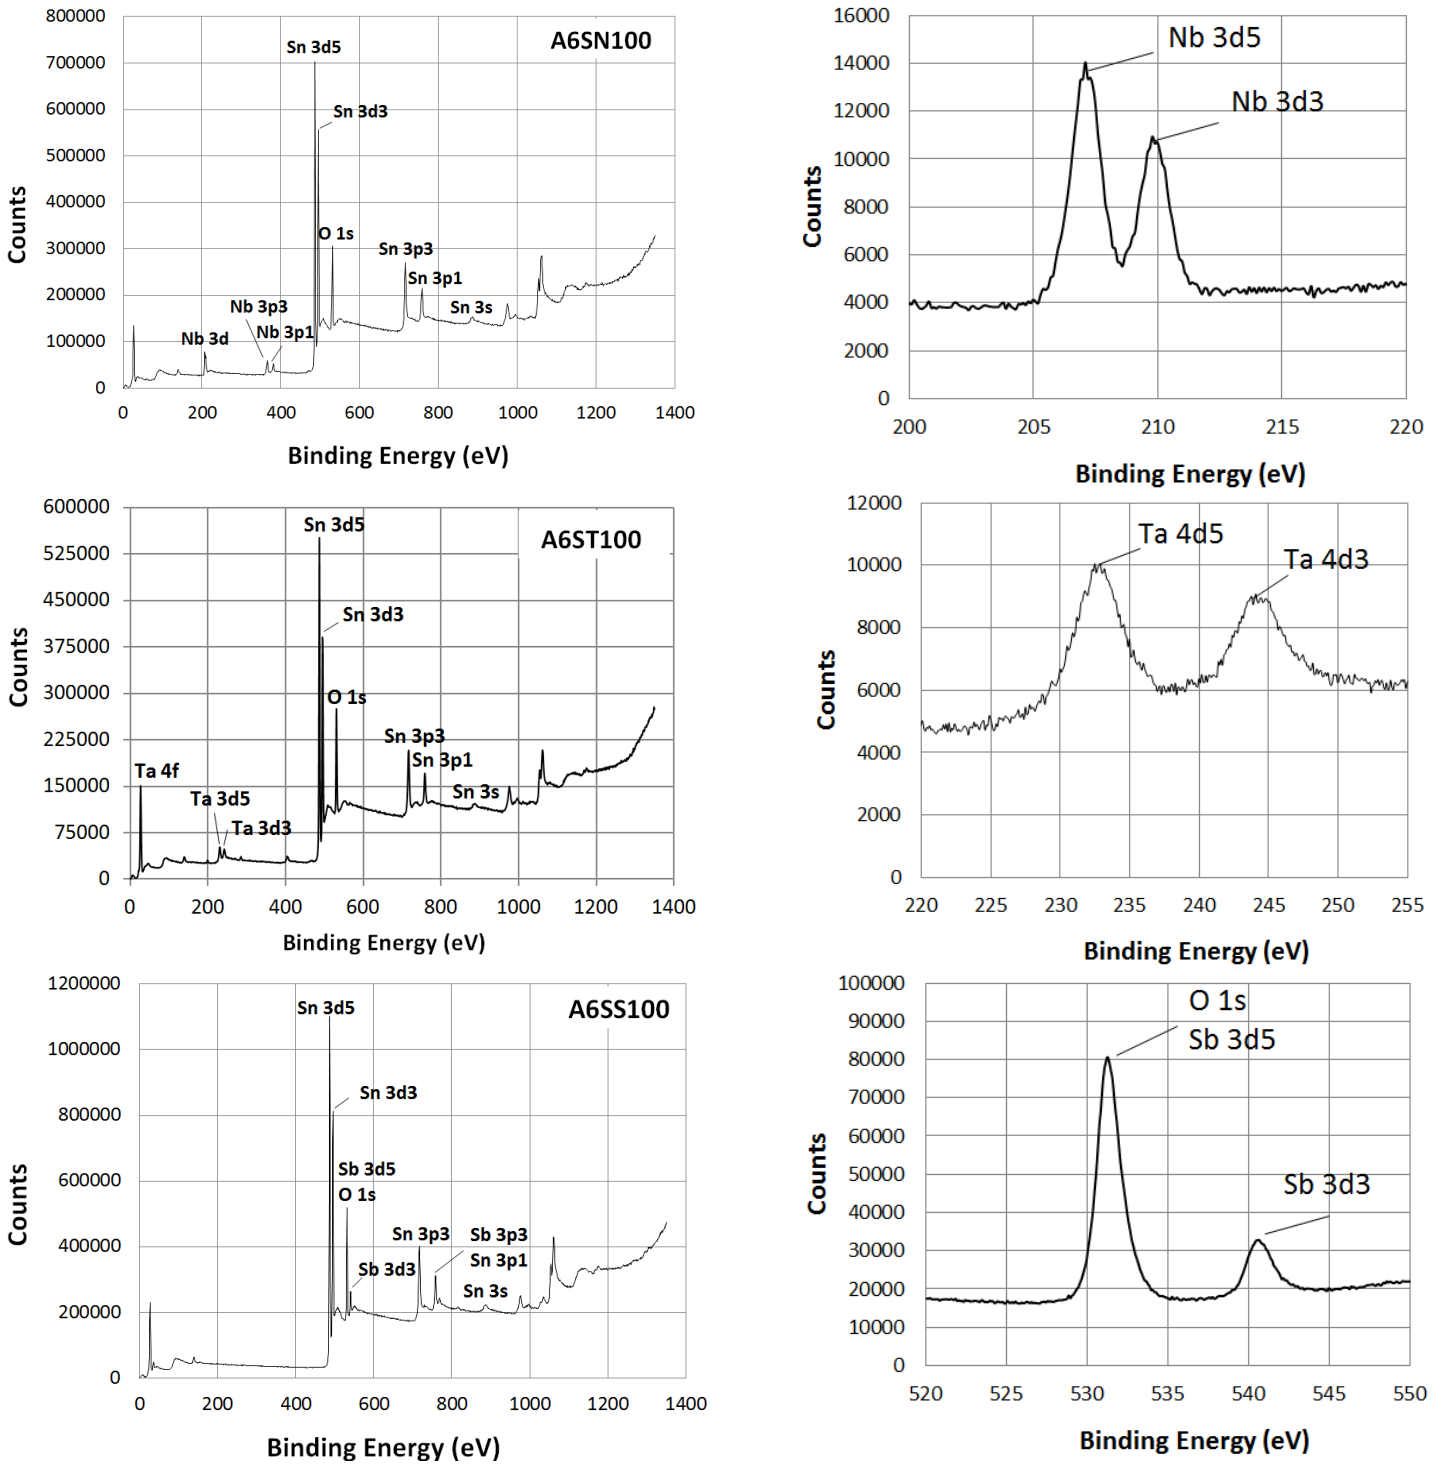 A6SN100
Counts
800000
700000
600000
500000
400000
300000
200000
100000
0
Sn 3d5
Sn 3d3
O 1s
Sn 3p3
Sn 3p1
Sn 3s
Nb 3p3
Nb 3p1
Nb 3d
0 200 400 600 800 1000 1200 1400
Binding Energy (eV)
Counts
16000
14000
12000
10000
8000
6000
4000
2000
0
Nb 3d5
Nb 3d3
200 205 210 215 220
Binding Energy (eV)
A6ST100
Counts
600000
525000
450000
375000
300000
225000
150000
75000
0
Sn 3d5
Sn 3d3
O 1s
Sn 3p3
Sn 3p1
Sn 3s
Ta 4f
Ta 3d5
Ta 3d3
0 200 400 600 800 1000 1200 1400
Binding Energy (eV)
Counts
12000
10000
8000
6000
4000
2000
0
Ta 4d5
Ta 4d3
220 225 230 235 240 245 250 255
Binding Energy (eV)
A6SS100
Counts
1200000
1000000
800000
600000
400000
200000
0
Sn 3d5
Sn 3d3
Sb 3d5
O 1s
Sn 3p3
Sb 3p3
Sn 3p1
Sb 3d3
Sn 3s
0 200 400 600 800 1000 1200 1400
Binding Energy (eV)
Counts
100000
90000
80000
70000
60000
50000
40000
30000
20000
10000
0
O 1s
Sb 3d5
Sb 3d3
520 525 530 535 540 545 550
Binding Energy (eV)